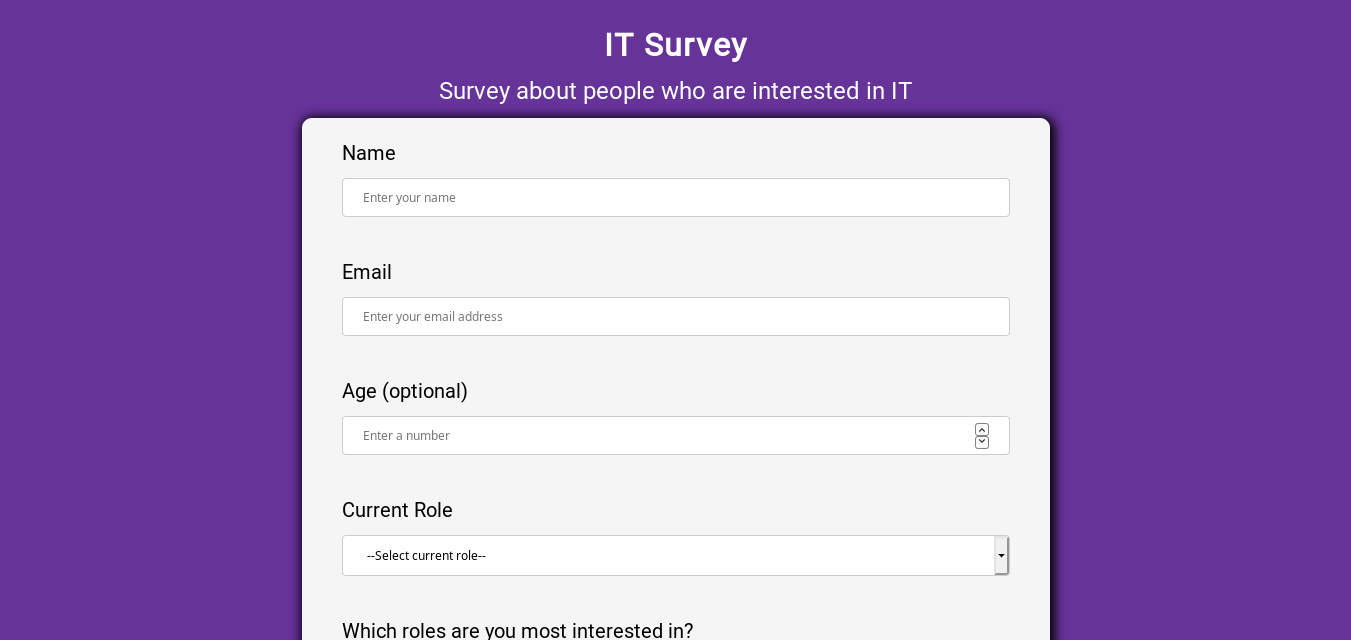 IT Survey
Survey about people who are interested in IT
Name
Enter your name
Email
Enter your email address
Age (optional)
Enter a number
Current Role
--Select current role--
Which roles are you most interested in?